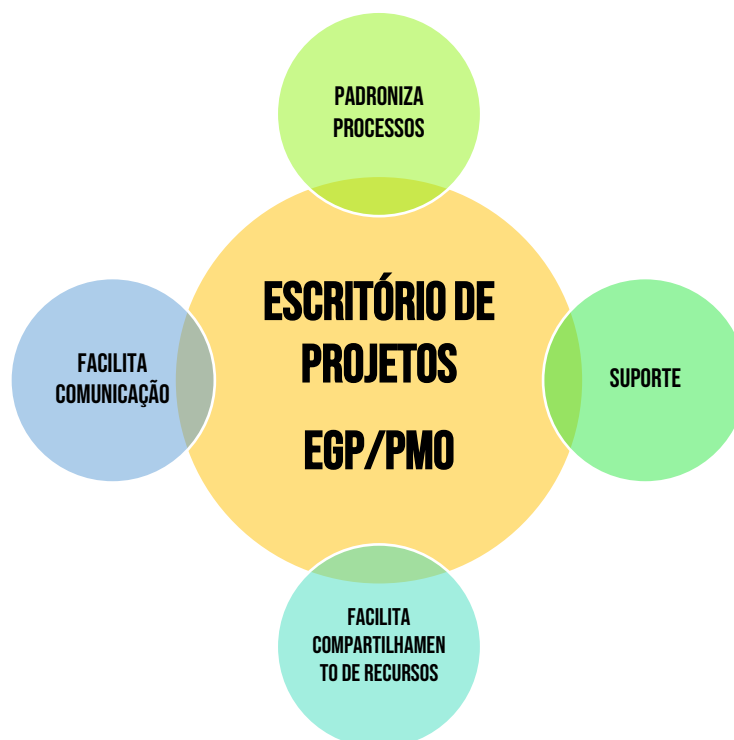 PADRONIZA
PROCESSOS
ESCRITÓRIO DE
PROJETOS
EGP/PMO
FACILITA
COMUNICAÇÃO
SUPORTE
FACILITA
COMPARTILHAMEN
TO DE RECURSOS